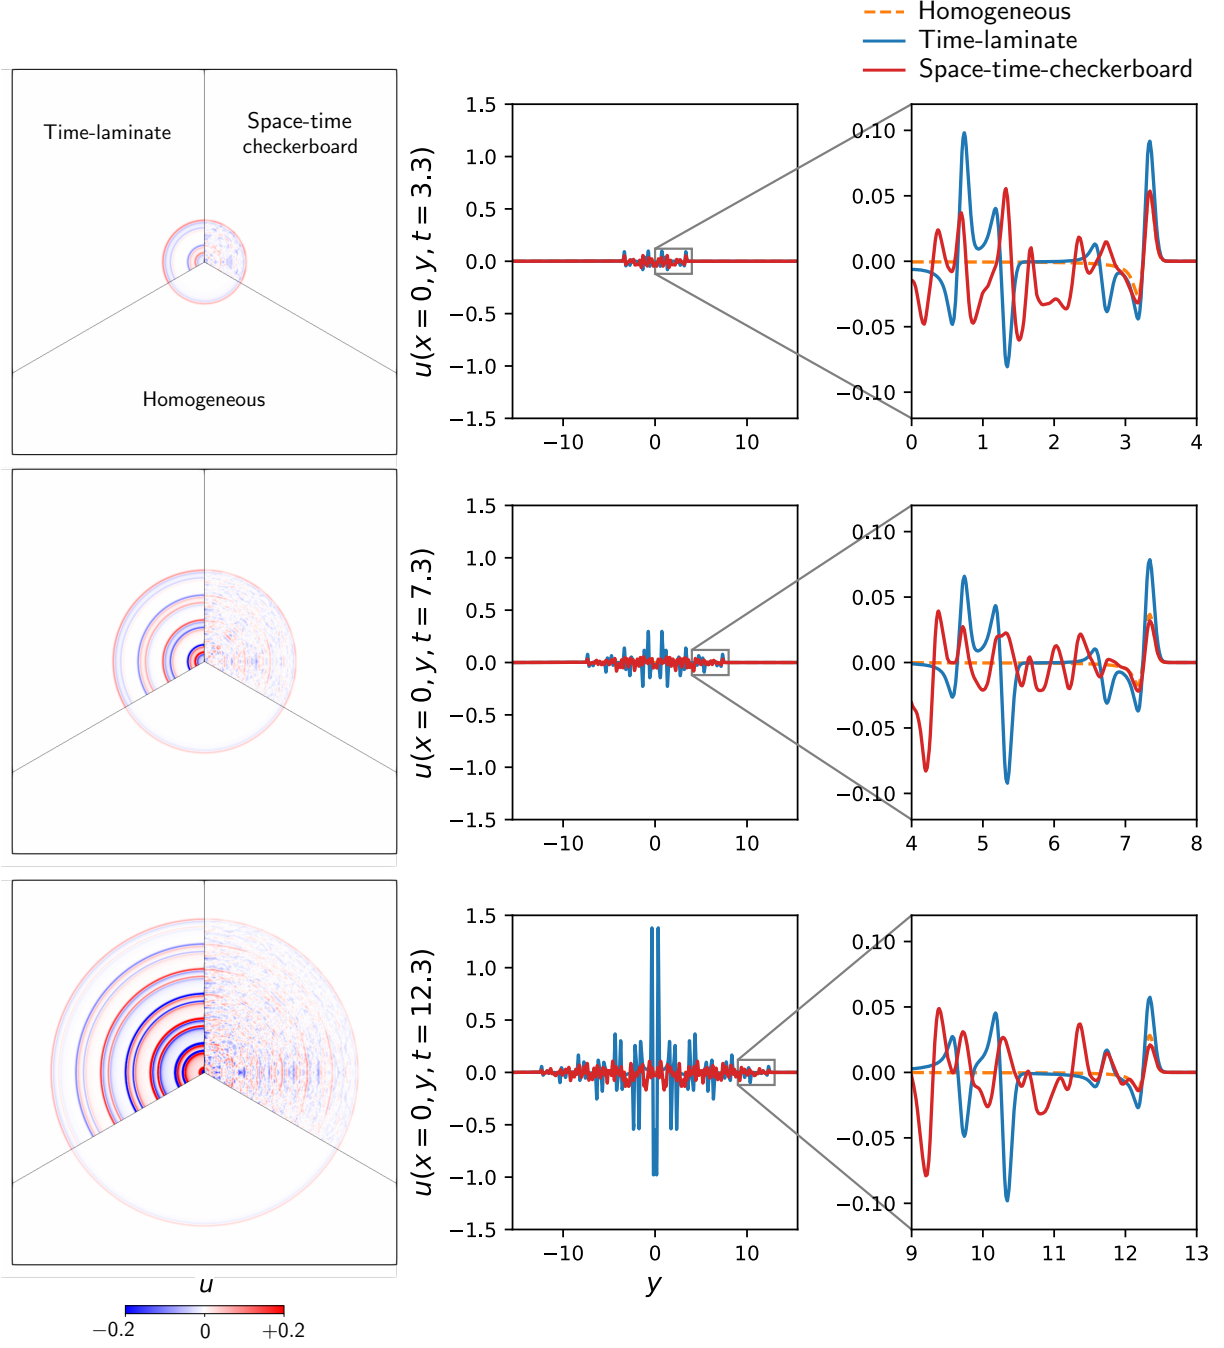 Homogeneous
Time-laminate
Space-time-checkerboard
Time-laminate
Space-time
checkerboard
Homogeneous
u(x = 0, y, t = 3.3)
1.5
1.0
0.5
0.0
−0.5
−1.0
−1.5
−10 0 10
0.10
0.05
0.00
−0.05
−0.10
0 1 2 3 4
u(x = 0, y, t = 7.3)
1.5
1.0
0.5
0.0
−0.5
−1.0
−1.5
−10 0 10
0.10
0.05
0.00
−0.05
−0.10
4 5 6 7 8
u(x = 0, y, t = 12.3)
1.5
1.0
0.5
0.0
−0.5
−1.0
−1.5
−10 0 10
y
0.10
0.05
0.00
−0.05
−0.10
9 10 11 12 13
u
−0.2 0 +0.2